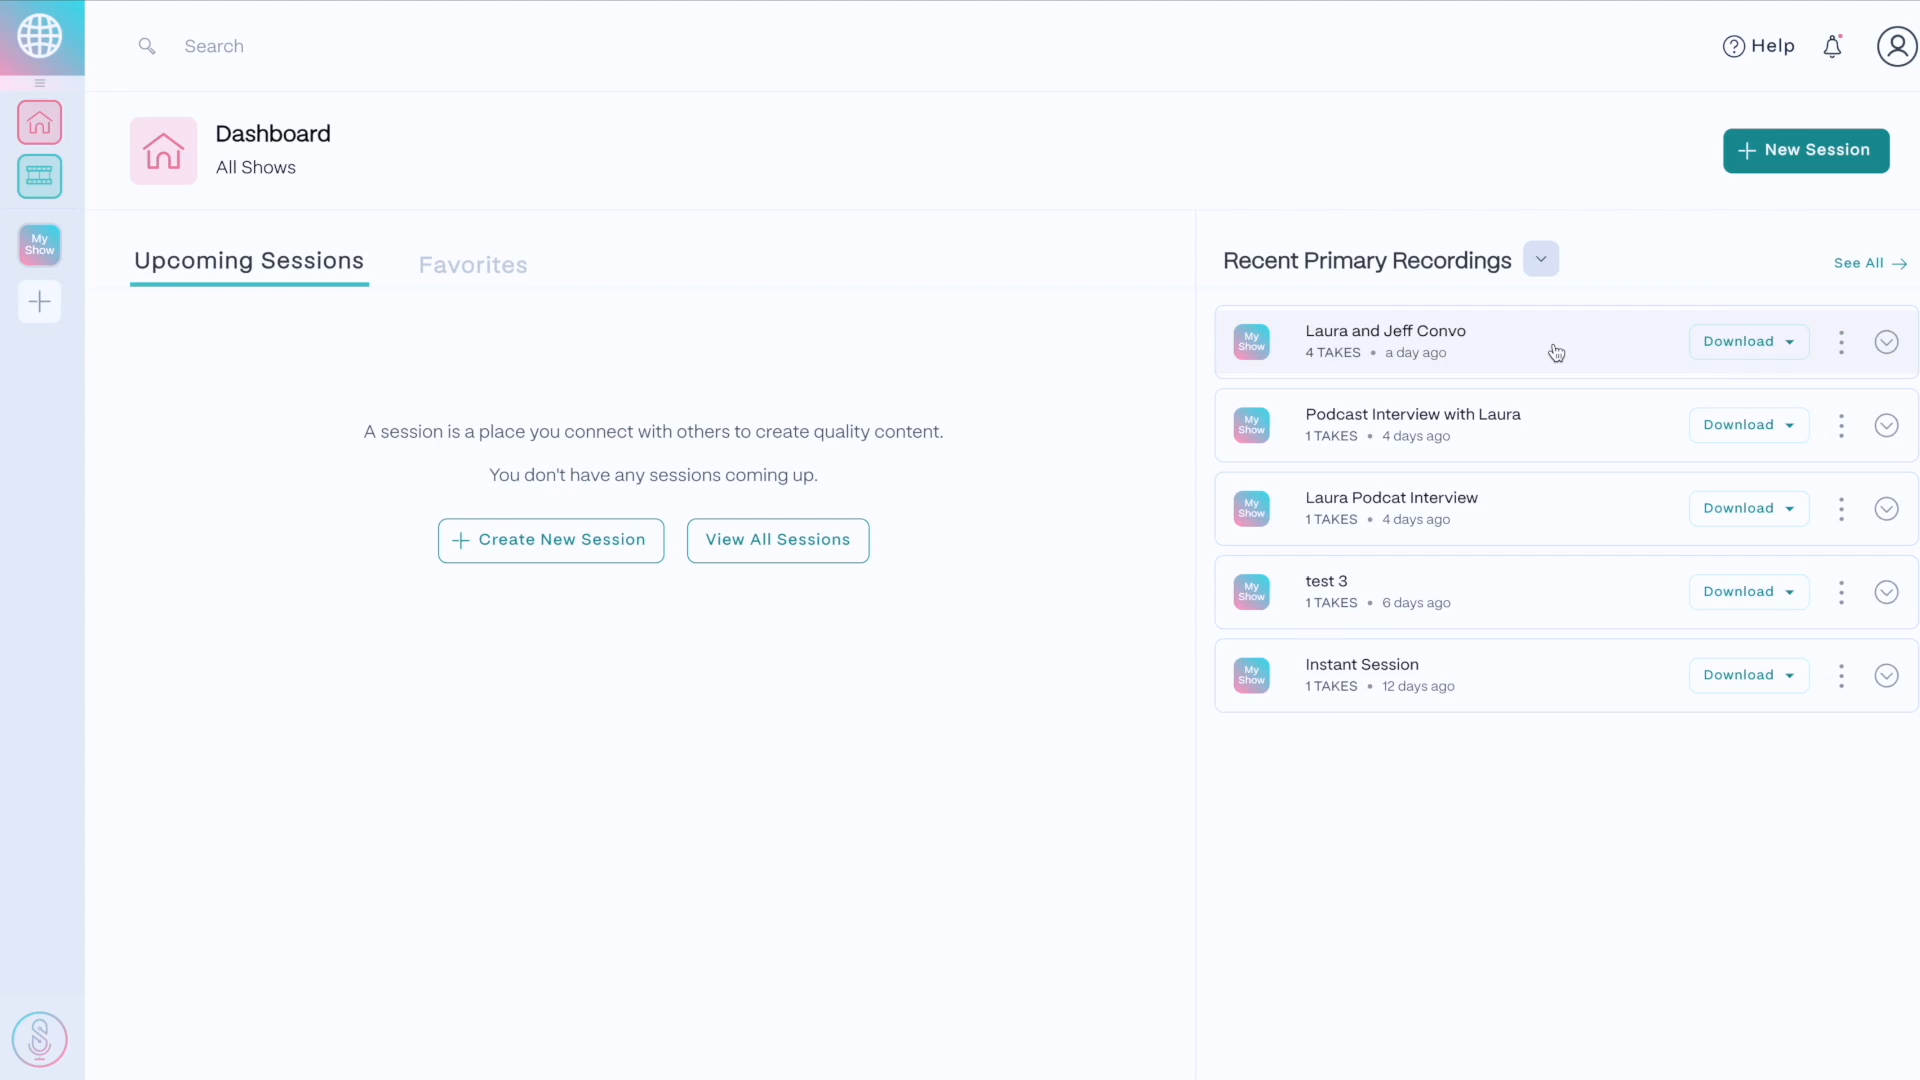 Search
Help
Dashboard
All Shows
New Session
My
Show
Upcoming Sessions
Favorites
A session is a place you connect with others to create quality content.
You don't have any sessions coming up.
Create New Session
View All Sessions
Recent Primary Recordings
See All
My
Show
Laura and Jeff Convo
4 TAKES • a day ago
Download
My
Show
Podcast Interview with Laura
1 TAKES • 4 days ago
Download
My
Show
Laura Podcat Interview
1 TAKES • 4 days ago
Download
My
Show
test 3
1 TAKES • 6 days ago
Download
My
Show
Instant Session
1 TAKES • 12 days ago
Download